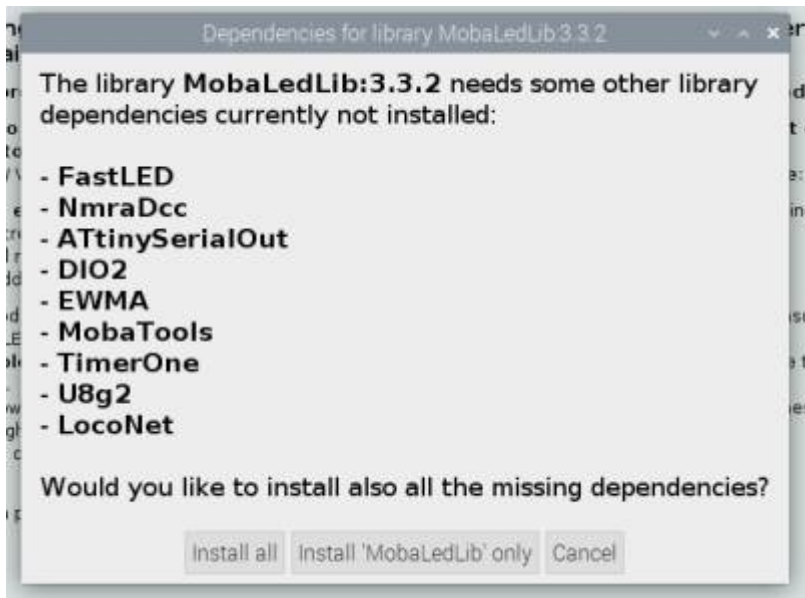 Dependencies for library MobaLedLib:3.3.2
The library MobaLedLib:3.3.2 needs some other library
dependencies currently not installed:
- FastLED
- NmraDcc
- ATtinySerialOut
- DIO2
- EWMA
- MobaTools
- TimerOne
- U8g2
- LocoNet
Would you like to install also all the missing dependencies?
Install all Install 'MobaLedLib' only Cancel